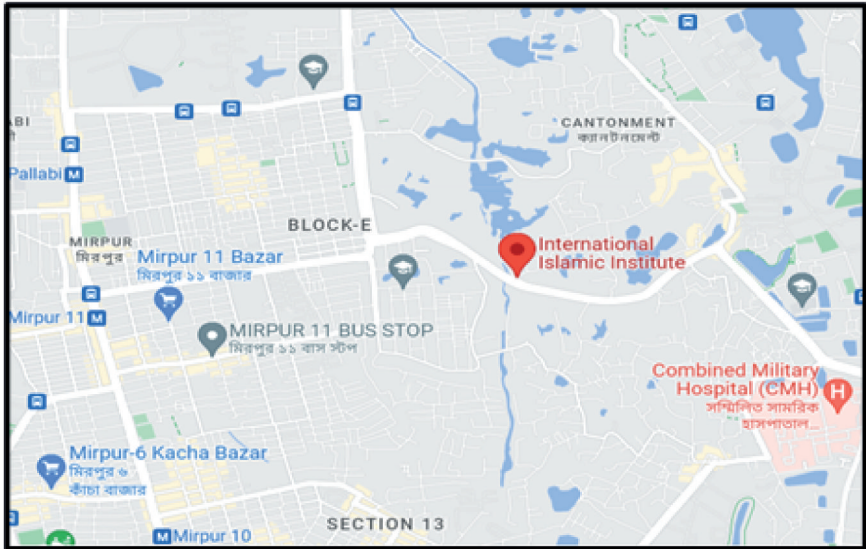 CANTONMENT
ক্যানটনমেন্ট
ABI
Pallabi M
BLOCK-E
MIRPUR
মিরপুর
Mirpur 11 Bazar
মিরপুর ১১ বাজার
International
Islamic Institute
Mirpur 11 M
MIRPUR 11 BUS STOP
মিরপুর ১১ বাস স্টপ
Combined Military
Hospital (CMH)
সম্মিলিত সামরিক
হাসপাতাল...
H
Mirpur-6 Kacha Bazar
মিরপুর ৬
কাঁচা বাজার
SECTION 13
M Mirpur 10